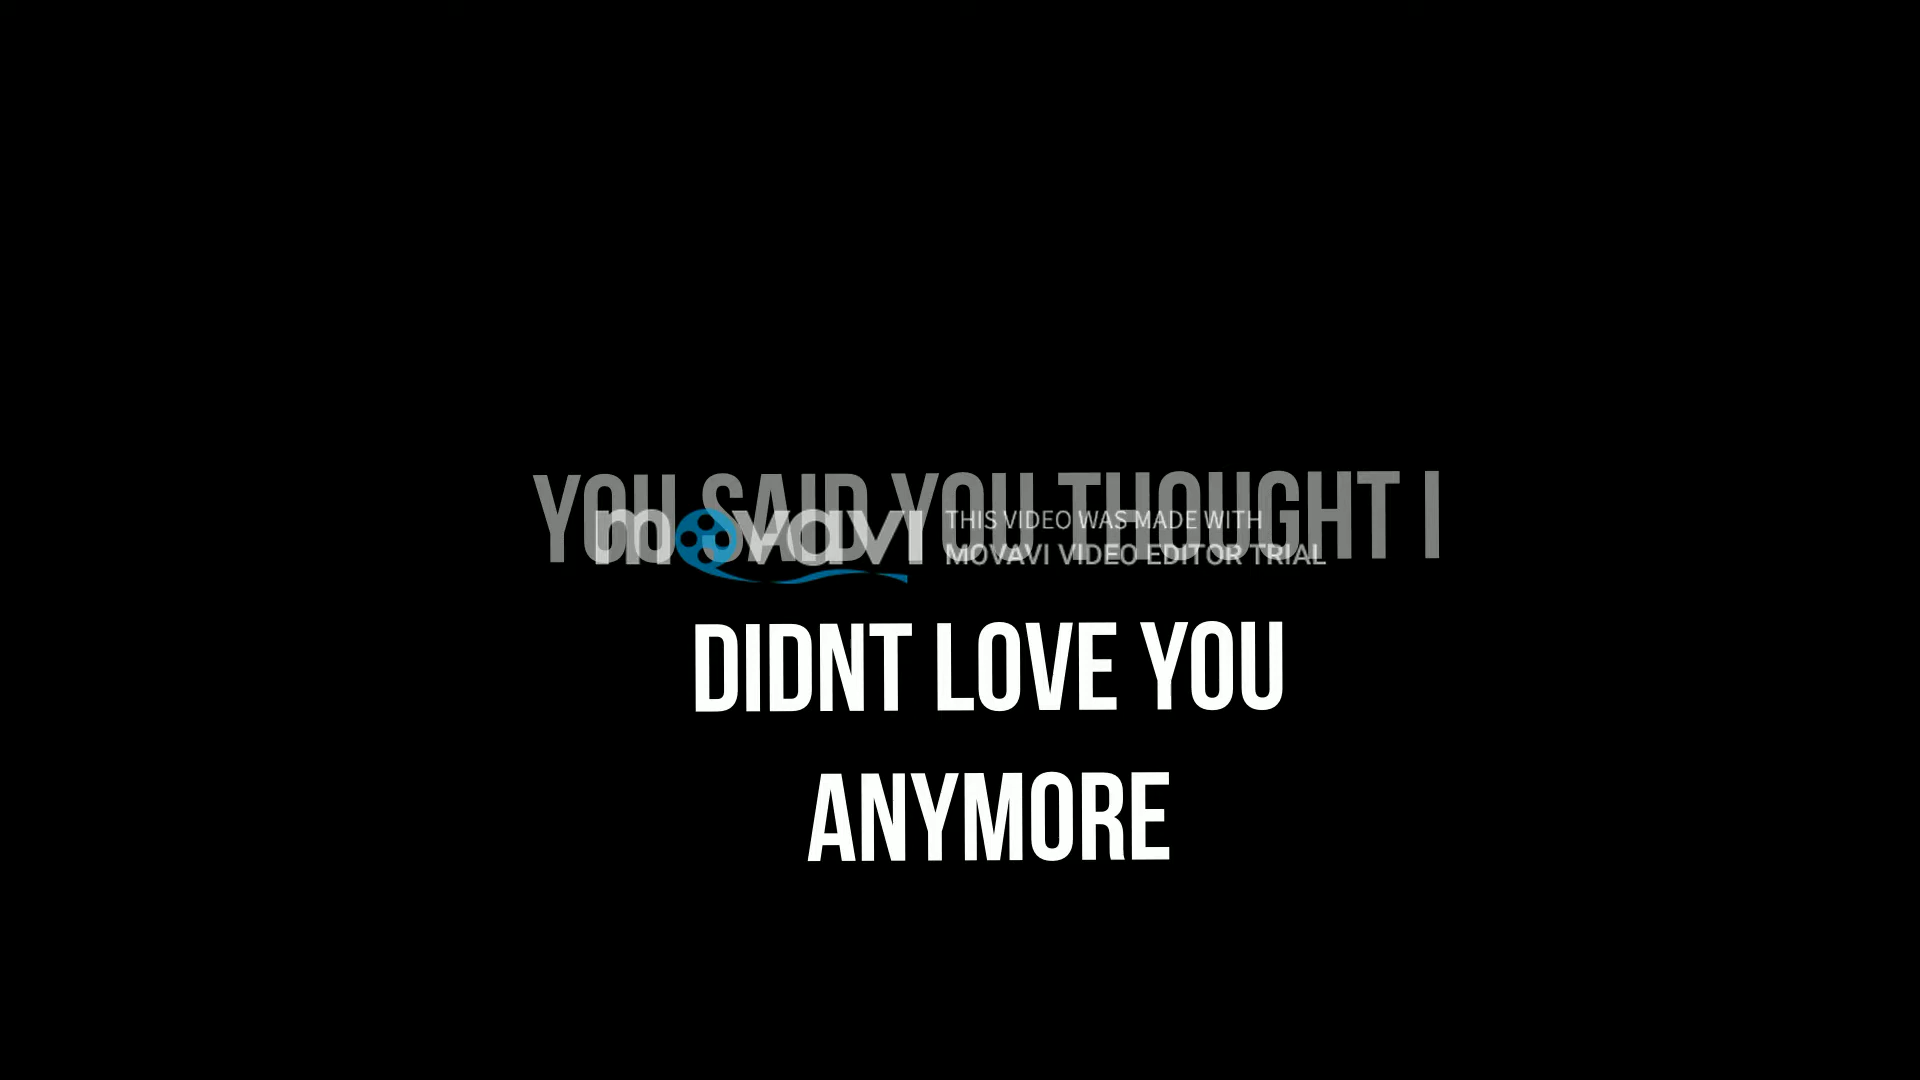 YOU SAID YOU THOUGHT I
movavi
THIS VIDEO WAS MADE WITH
MOVAVI VIDEO EDITOR TRIAL
DIDNT LOVE YOU
ANYMORE